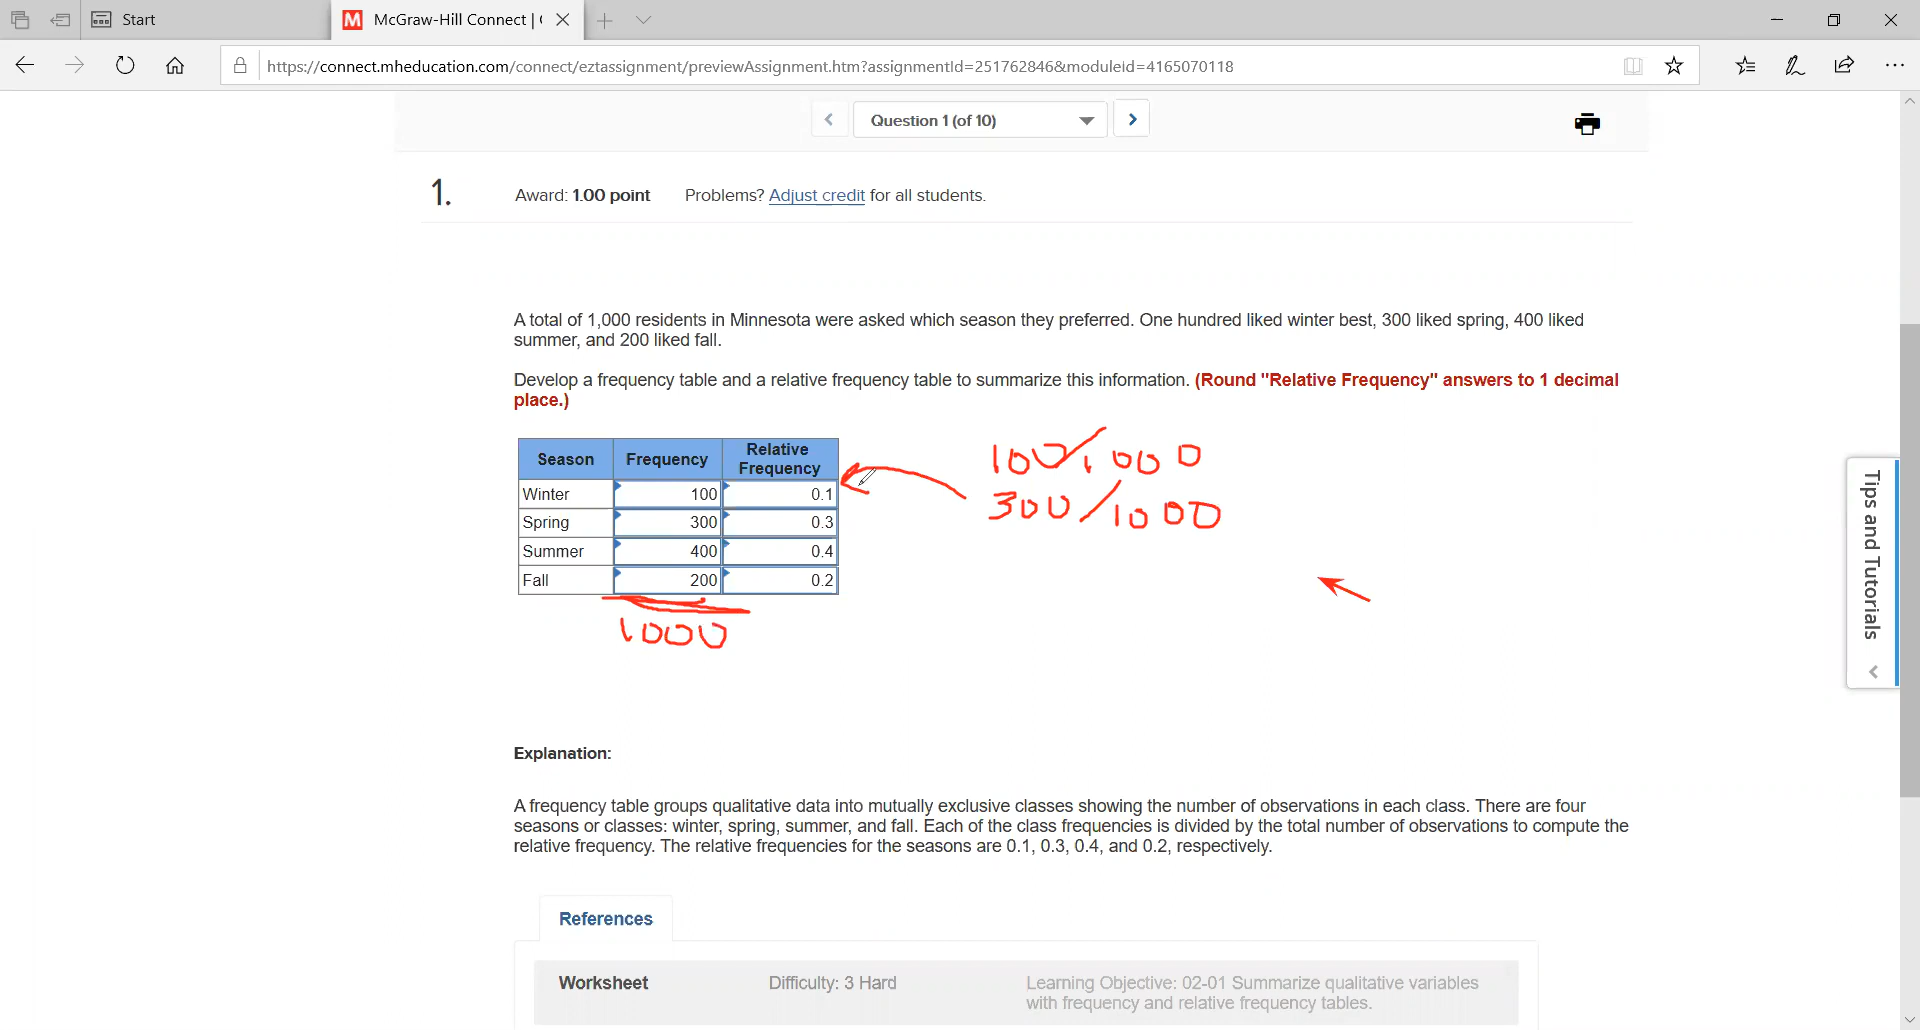 Start
McGraw-Hill Connect | (
https://connect.mheducation.com/connect/eztassignment/previewAssignment.htm?assignmentId=251762846&moduleid=4165070118
Question 1 (of 10)
1.
Award: 1.00 point Problems? Adjust credit for all students.
A total of 1,000 residents in Minnesota were asked which season they preferred. One hundred liked winter best, 300 liked spring, 400 liked
summer, and 200 liked fall.
Develop a frequency table and a relative frequency table to summarize this information. (Round "Relative Frequency" answers to 1 decimal
place.)
Season Frequency Relative Frequency
Winter 100 0.1
Spring 300 0.3
Summer 400 0.4
Fall 200 0.2
1000
100/1000
300/1000
Tips and Tutorials
Explanation:
A frequency table groups qualitative data into mutually exclusive classes showing the number of observations in each class. There are four
seasons or classes: winter, spring, summer, and fall. Each of the class frequencies is divided by the total number of observations to compute the
relative frequency. The relative frequencies for the seasons are 0.1, 0.3, 0.4, and 0.2, respectively.
References
Worksheet Difficulty: 3 Hard Learning Objective: 02-01 Summarize qualitative variables
with frequency and relative frequency tables.